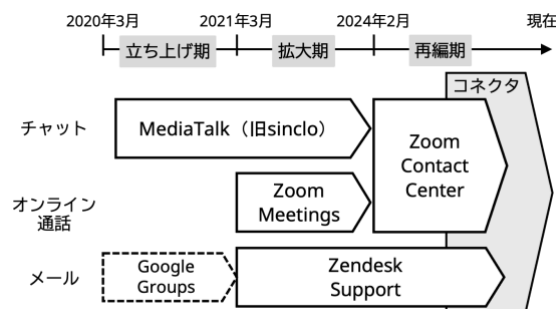 2020年3月 2021年3月 2024年2月 現在
立ち上げ期 拡大期 再編期
コネクタ
チャット
MediaTalk（旧sinclo）
Zoom
Contact
Center
オンライン
通話
Zoom
Meetings
メール
Google
Groups
Zendesk
Support